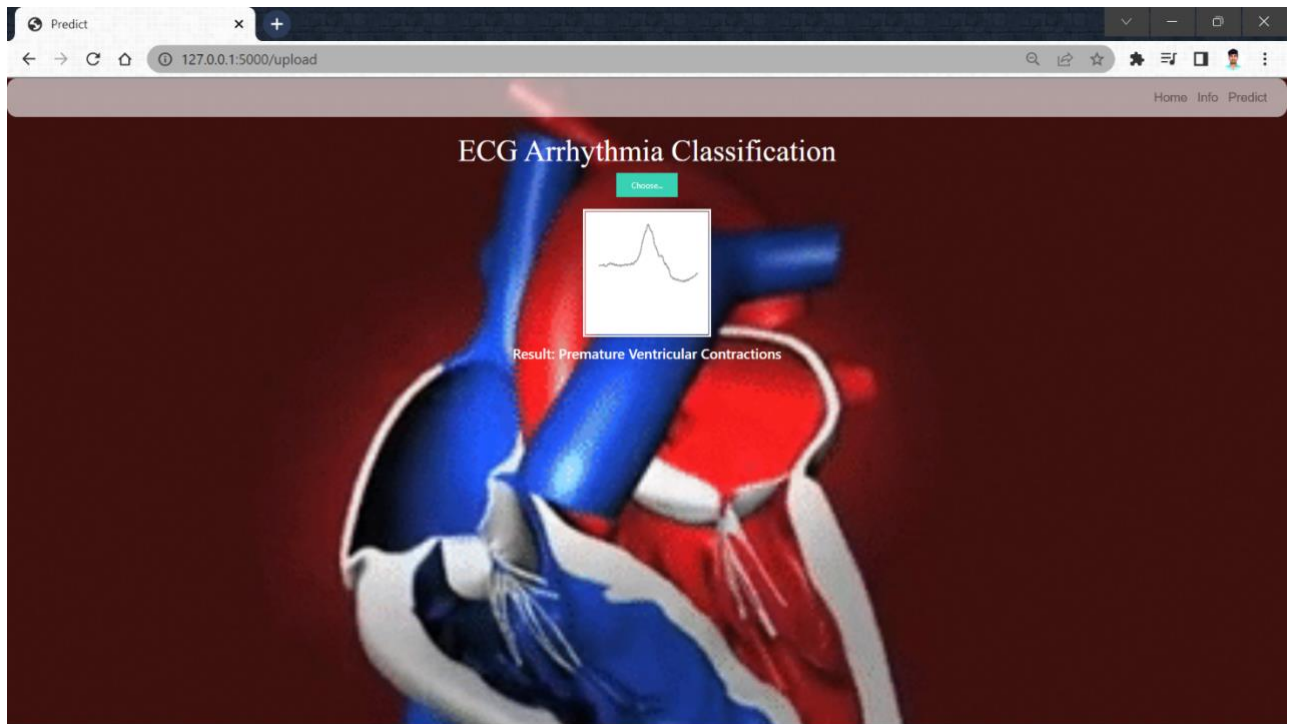 Predict
127.0.0.1:5000/upload
Home Info Predict
ECG Arrhythmia Classification
Choose...
Result: Premature Ventricular Contractions